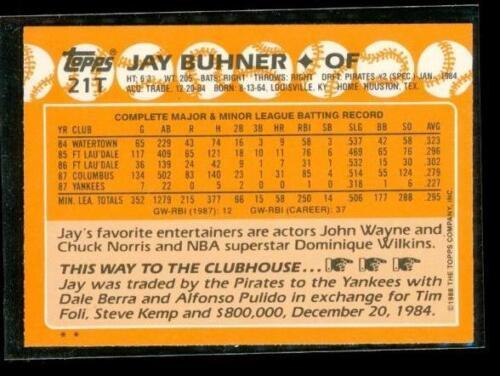 Topps®
21T
JAY BUHNER ♦ OF
HT: 6'3 WT: 205 BATS: RIGHT THROWS: RIGHT DRFT: PIRATES #2 (SPEC) JAN., 1984
ACQ: TRADE, 12-20-84 BORN: 8-13-64, LOUISVILLE, KY HOME: HOUSTON, TEX.
COMPLETE MAJOR & MINOR LEAGUE BATTING RECORD
YR CLUB G AB R H 2B 3B HR RBI SB SLG BB SO AVG
84 WATERTOWN 65 229 43 74 16 3 9 58 3 .537 42 58 .323
85 FT LAU'DALE 117 409 65 121 18 10 11 76 6 .469 65 76 .296
86 FT LAU'DALE 36 139 24 42 9 1 7 31 1 .532 15 30 .302
87 COLUMBUS 134 502 83 140 23 1 31 85 4 .514 55 124 .279
87 YANKEES 7 22 0 5 2 0 0 1 0 .318 1 6 .227
MIN. LEA. TOTALS 352 1279 215 377 66 15 58 250 14 .506 177 288 .295
GW-RBI (1987): 12 GW-RBI (CAREER): 37
Jay's favorite entertainers are actors John Wayne and
Chuck Norris and NBA superstar Dominique Wilkins.
THIS WAY TO THE CLUBHOUSE...
Jay was traded by the Pirates to the Yankees with
Dale Berra and Alfonso Pulido in exchange for Tim
Foli, Steve Kemp and $800,000, December 20, 1984.
* *
©1988 THE TOPPS COMPANY, INC.